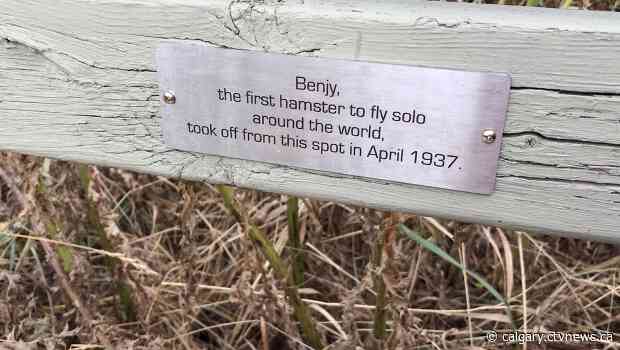 Benjy,
the first hamster to fly solo
around the world,
took off from this spot in April 1937.
calgary.ctvnews.ca